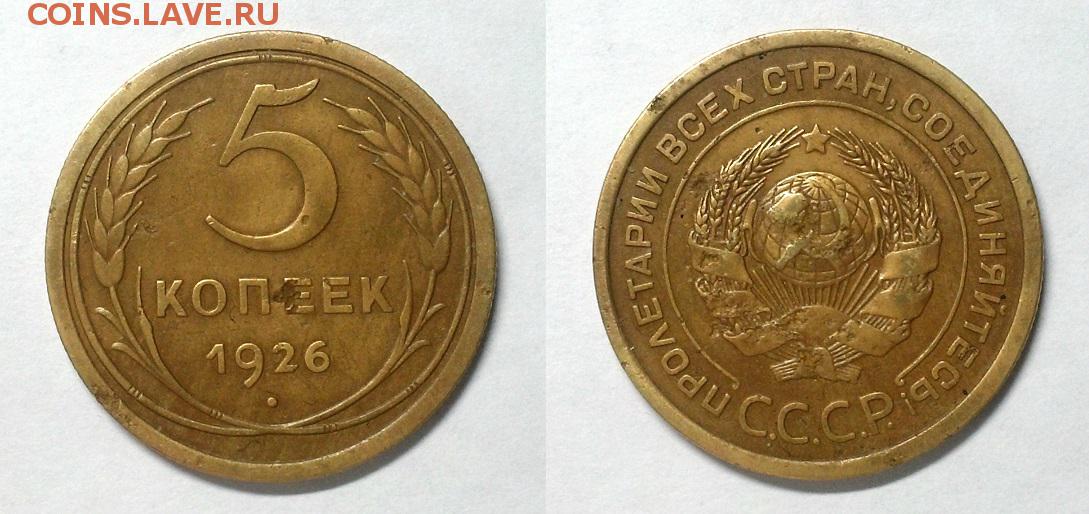 COINS.LAVE.RU
5
КОПЕЕК
1926
ПРОЛЕТАРИИ ВСЕХ СТРАН, СОЕДИНЯЙТЕСЬ!
С.С.С.Р.